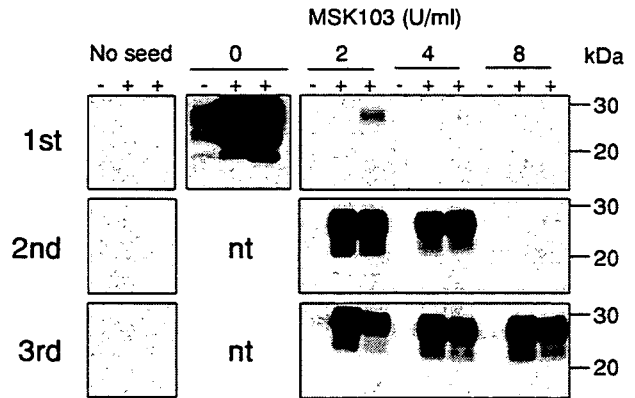 MSK103 (U/ml)
No seed 0 2 4 8 kDa
- + + - + + - + + - + + - + +
1st 30
20
2nd nt 30
20
3rd nt 30
20